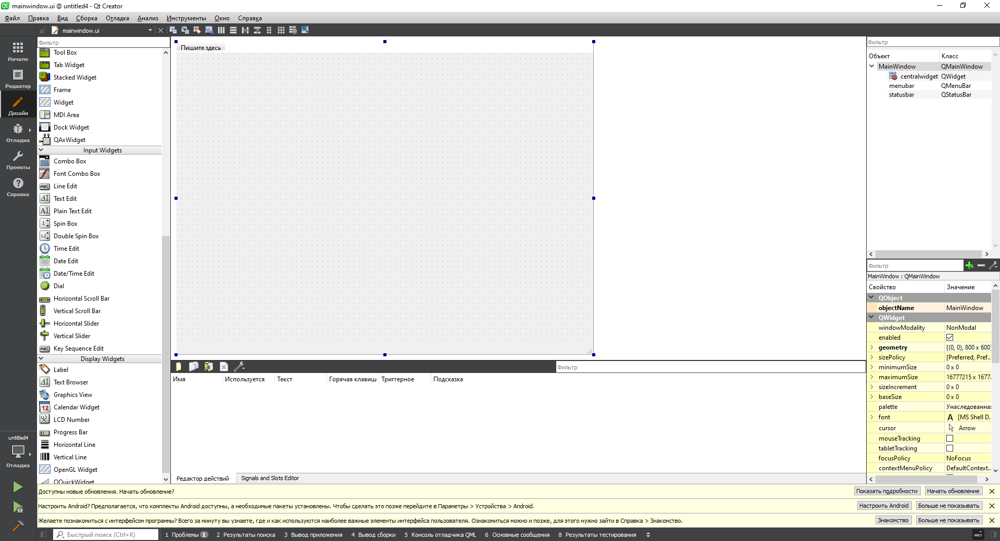 mainwindow.ui @ untitled4 - Qt Creator
Файл Правка Вид Сборка Отладка Анализ Инструменты Окно Справка
mainwindow.ui
Начало
Редактор
Дизайн
Отладка
Проекты
Справка
untitled4
Отладка
Фильтр
Tool Box
Tab Widget
Stacked Widget
Frame
Widget
MDI Area
Dock Widget
QAxWidget
Input Widgets
Combo Box
Font Combo Box
Line Edit
Text Edit
Plain Text Edit
Spin Box
Double Spin Box
Time Edit
Date Edit
Date/Time Edit
Dial
Horizontal Scroll Bar
Vertical Scroll Bar
Horizontal Slider
Vertical Slider
Key Sequence Edit
Display Widgets
Label
Text Browser
Graphics View
Calendar Widget
LCD Number
Progress Bar
Horizontal Line
Vertical Line
OpenGL Widget
QQuickWidget
Пишите здесь
Фильтр
Имя Используется Текст Горячая клавиш Триггерное Подсказка
Редактор действий Signals and Slots Editor
Фильтр
Объект Класс
MainWindow QMainWindow
centralwidget QWidget
menubar QMenuBar
statusbar QStatusBar
Фильтр
MainWindow : QMainWindow
Свойство Значение
QObject
objectName MainWindow
QWidget
windowModality NonModal
enabled
geometry [(0, 0), 800 x 600]
sizePolicy [Preferred, Pref...
minimumSize 0 x 0
maximumSize 16777215 x 1677...
sizeIncrement 0 x 0
baseSize 0 x 0
palette Унаследованная
font A [MS Shell D...
cursor Arrow
mouseTracking
tabletTracking
focusPolicy NoFocus
contextMenuPolicy DefaultContext...
Доступны новые обновления. Начать обновление? Показать подробности Начать обновление
Настроить Android? Предполагается, что комплекты Android доступны, а необходимые пакеты установлены. Чтобы сделать это позже перейдите в Параметры > Устройства > Android. Настроить Android Больше не показывать
Желаете познакомиться с интерфейсом программы? Всего за минуту вы узнаете, где и как используются наиболее важные элементы интерфейса пользователя. Ознакомиться можно и позже, для этого нужно зайти в Справка > Знакомство. Знакомство Больше не показывать
Быстрый поиск (Ctrl+K) 1 Проблемы 1 2 Результаты поиска 3 Вывод приложения 4 Вывод сборки 5 Консоль отладчика QML 6 Основные сообщения 8 Результаты тестирования